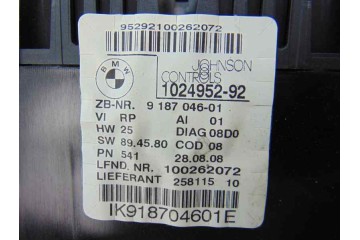 95292100262072
BMW
JOHNSON
CONTROLS
1024952-92
ZB-NR. 9 187 046-01
VI RP AI 01
HW 25 DIAG 08D0
SW 89.45.80 COD 08
PN 541 28.08.08
LFND. NR. 100262072
LIEFERANT 258115 10
IK918704601E